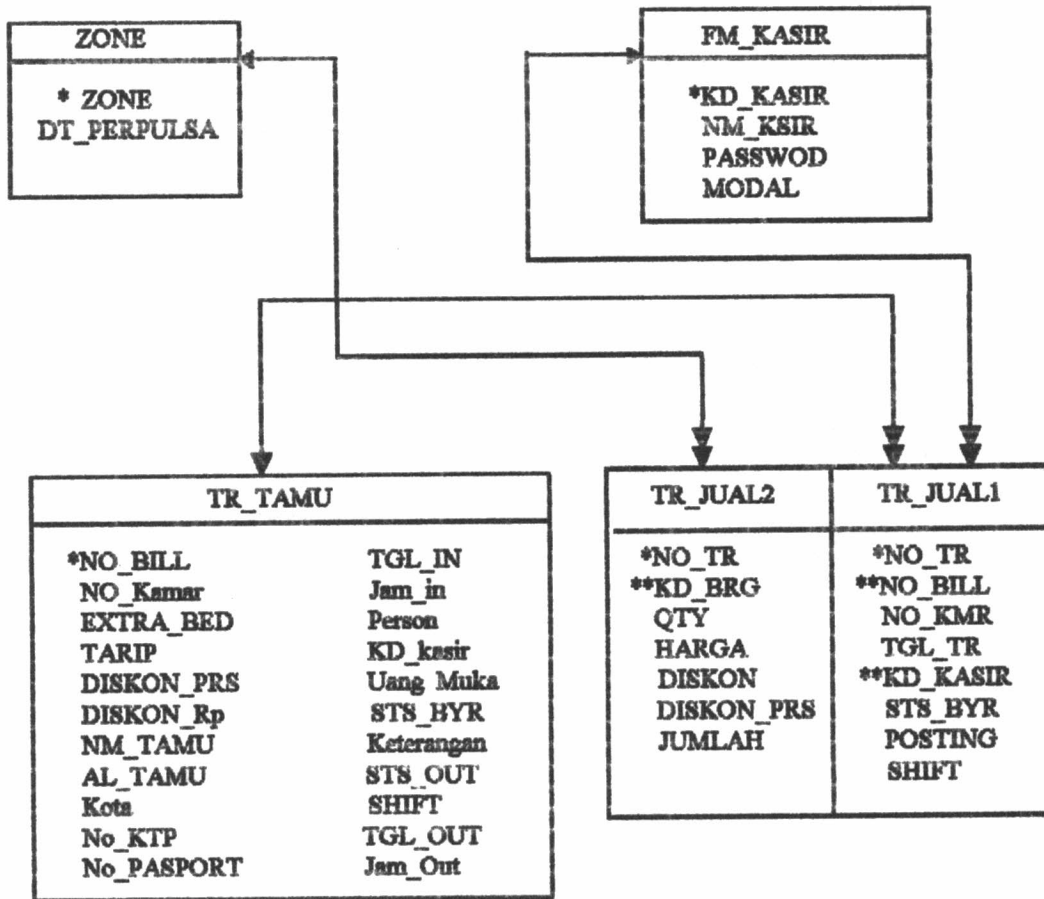 ZONE
* ZONE
DT_PERPULSA
FM_KASIR
*KD_KASIR
NM_KSIR
PASSWOD
MODAL
TR_TAMU
*NO_BILL
NO_Kamar
EXTRA_BED
TARIP
DISKON_PRS
DISKON_Rp
NM_TAMU
AL_TAMU
Kota
No_KTP
No_PASPORT
TGL_IN
Jam_in
Person
KD_kasir
Uang Muka
STS_BYR
Keterangan
STS_OUT
SHIFT
TGL_OUT
Jam_Out
TR_JUAL2
*NO_TR
**KD_BRG
QTY
HARGA
DISKON
DISKON_PRS
JUMLAH
TR_JUAL1
*NO_TR
**NO_BILL
NO_KMR
TGL_TR
**KD_KASIR
STS_BYR
POSTING
SHIFT